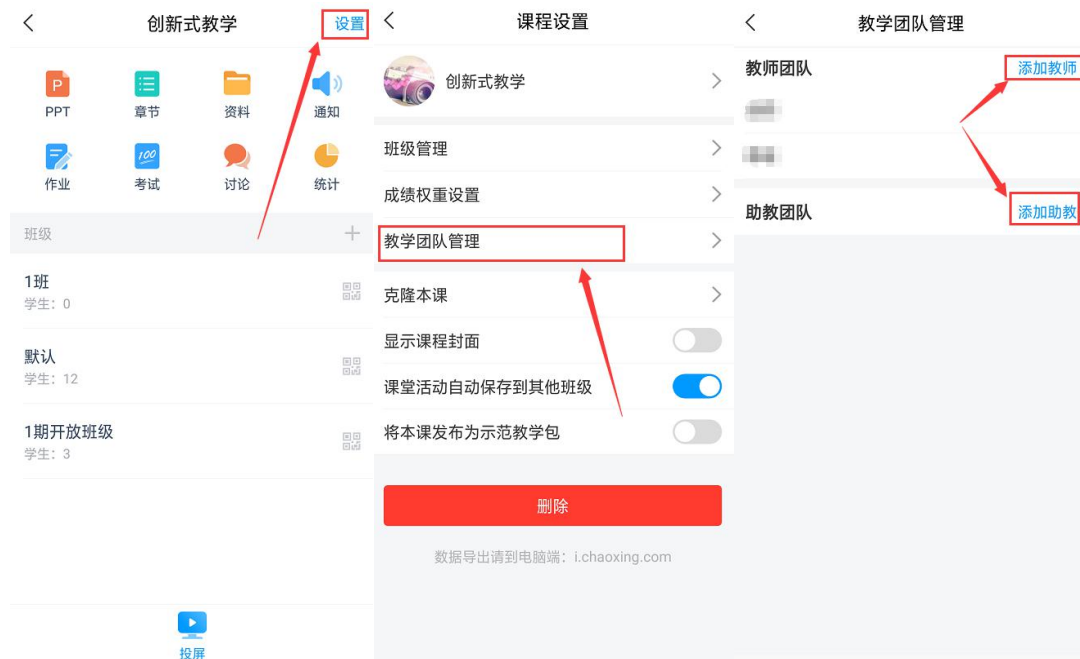 创新式教学
设置
PPT
章节
资料
通知
作业
考试
讨论
统计
班级
1班
学生：0
默认
学生：12
1期开放班级
学生：3
投屏
课程设置
创新式教学
班级管理
成绩权重设置
教学团队管理
克隆本课
显示课程封面
课堂活动自动保存到其他班级
将本课发布为示范教学包
删除
数据导出请到电脑端：i.chaoxing.com
教学团队管理
教师团队
添加教师
助教团队
添加助教